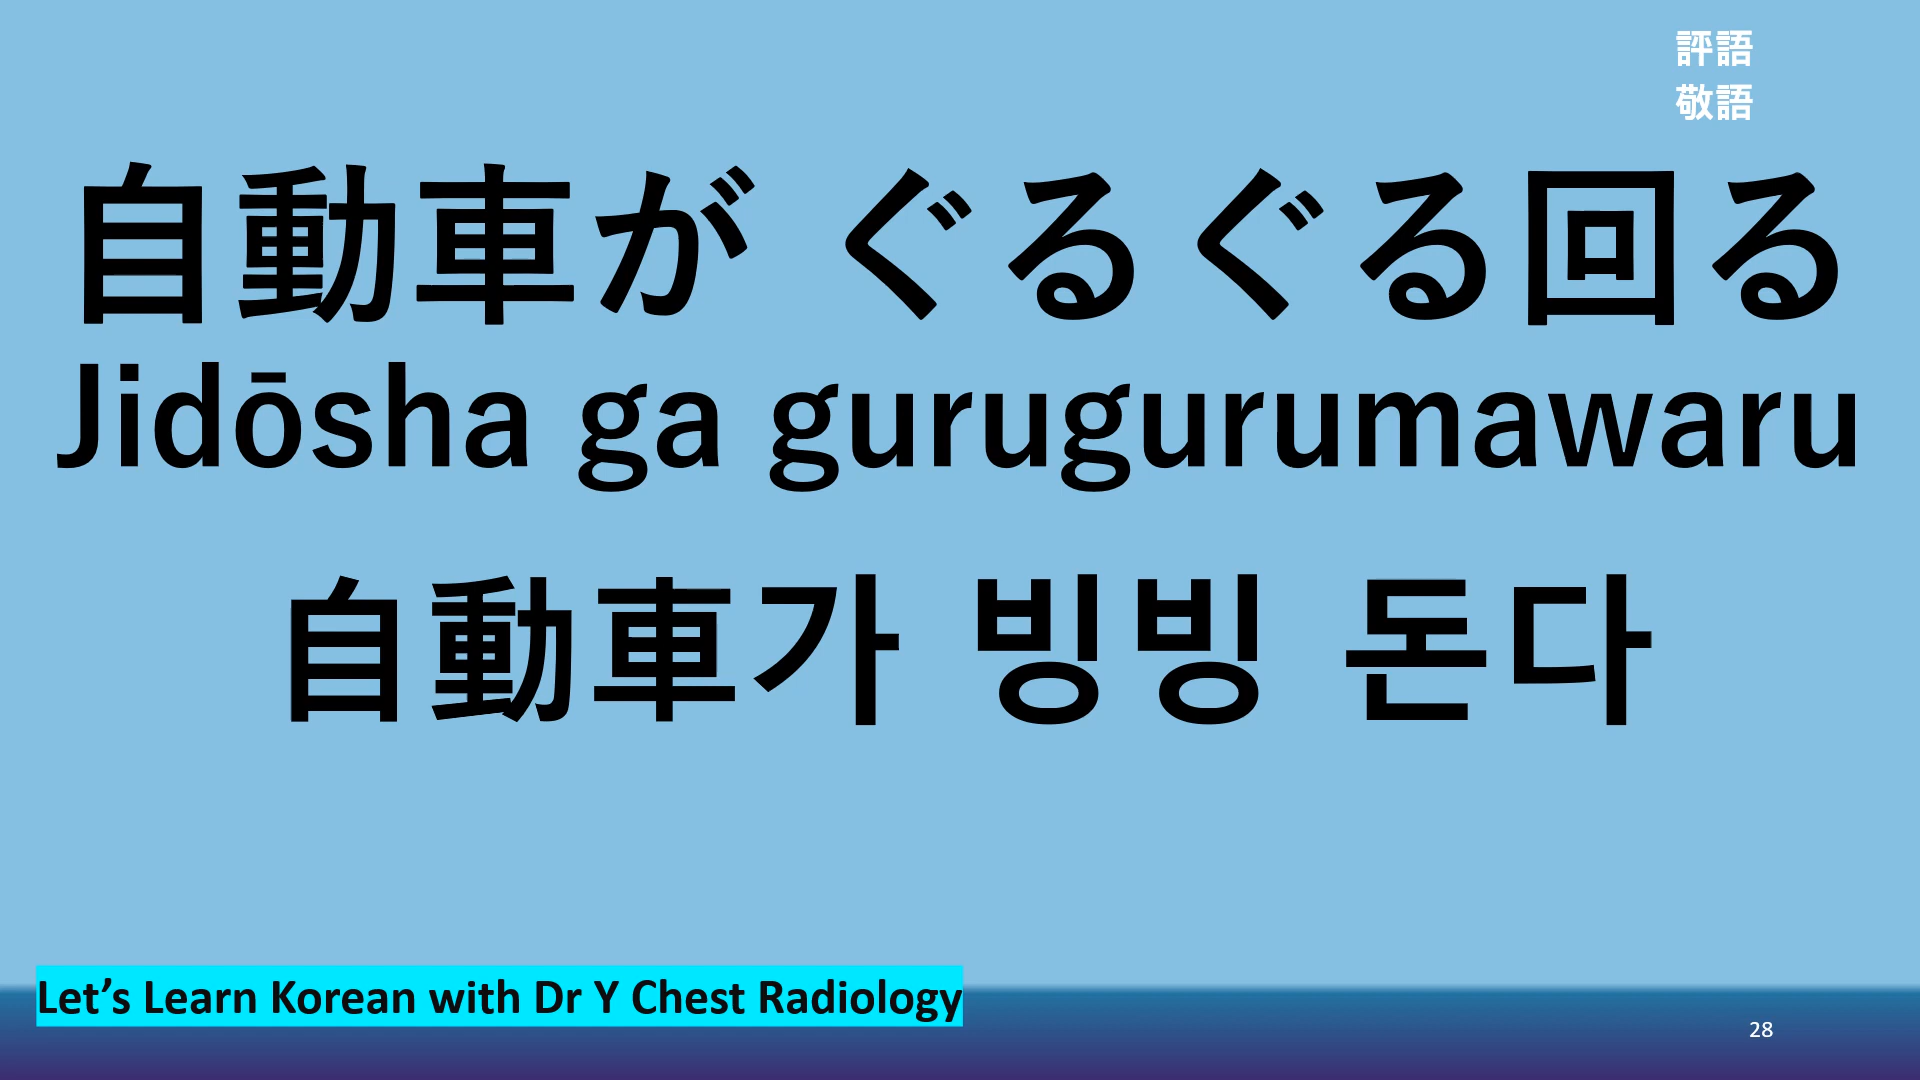 評語
敬語
自動車が ぐるぐる回る
Jidōsha ga gurugurumawaru
自動車가 빙빙 돈다
Let’s Learn Korean with Dr Y Chest Radiology
28